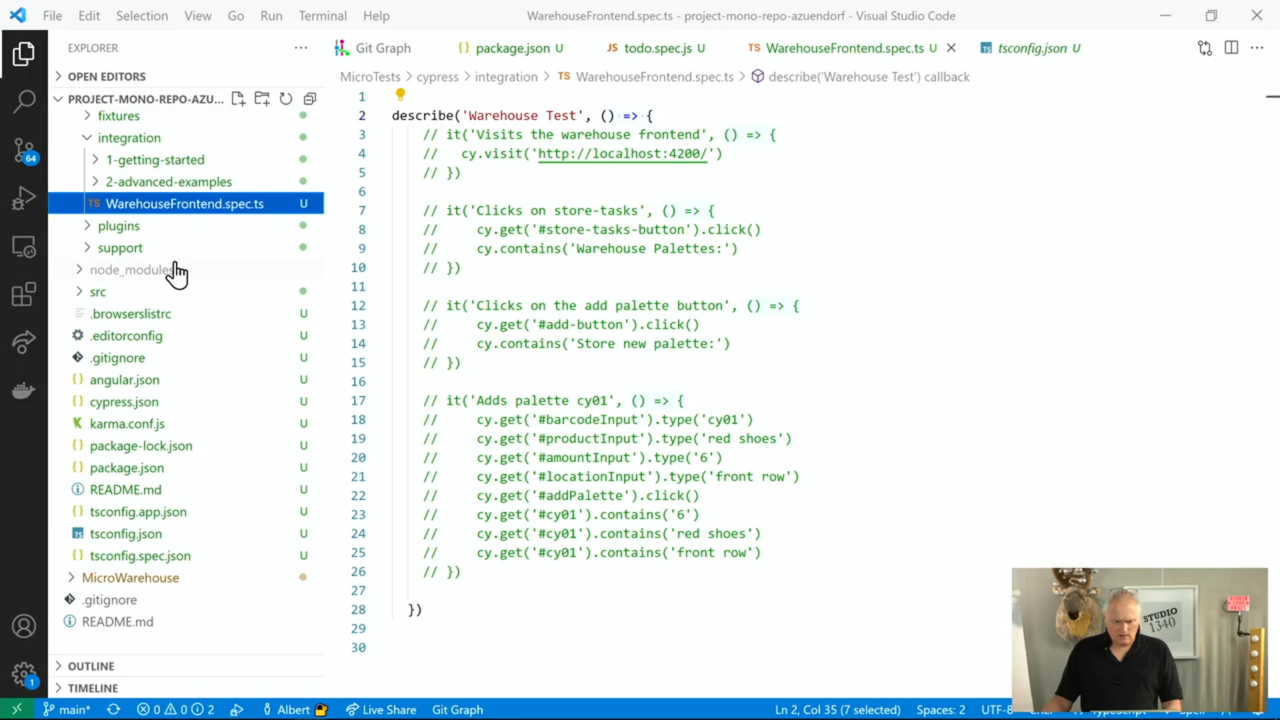 File Edit Selection View Go Run Terminal Help
WarehouseFrontend.spec.ts - project-mono-repo-azuendorf - Visual Studio Code
EXPLORER
OPEN EDITORS
PROJECT-MONO-REPO-AZU...
fixtures
integration
1-getting-started
2-advanced-examples
TS WarehouseFrontend.spec.ts U
plugins
support
node_modules
src
.browserslistrc U
.editorconfig U
.gitignore U
{} angular.json U
{} cypress.json U
karma.conf.js U
{} package-lock.json U
{} package.json U
README.md U
{} tsconfig.app.json U
TS tsconfig.json U
{} tsconfig.spec.json U
MicroWarehouse
.gitignore
README.md
OUTLINE
TIMELINE
64
1
Git Graph {} package.json U JS todo.spec.js U TS WarehouseFrontend.spec.ts U TS tsconfig.json U
MicroTests > cypress > integration > TS WarehouseFrontend.spec.ts > describe('Warehouse Test') callback
1
2 describe('Warehouse Test', () => {
3 // it('Visits the warehouse frontend', () => {
4 // cy.visit('http://localhost:4200/')
5 // })
6
7 // it('Clicks on store-tasks', () => {
8 // cy.get('#store-tasks-button').click()
9 // cy.contains('Warehouse Palettes:')
10 // })
11
12 // it('Clicks on the add palette button', () => {
13 // cy.get('#add-button').click()
14 // cy.contains('Store new palette:')
15 // })
16
17 // it('Adds palette cy01', () => {
18 // cy.get('#barcodeInput').type('cy01')
19 // cy.get('#productInput').type('red shoes')
20 // cy.get('#amountInput').type('6')
21 // cy.get('#locationInput').type('front row')
22 // cy.get('#addPalette').click()
23 // cy.get('#cy01').contains('6')
24 // cy.get('#cy01').contains('red shoes')
25 // cy.get('#cy01').contains('front row')
26 // })
27
28 })
29
30
STUDIO
1340
main* 0 0 2 Albert Live Share Git Graph Ln 2, Col 35 (7 selected) Spaces: 2